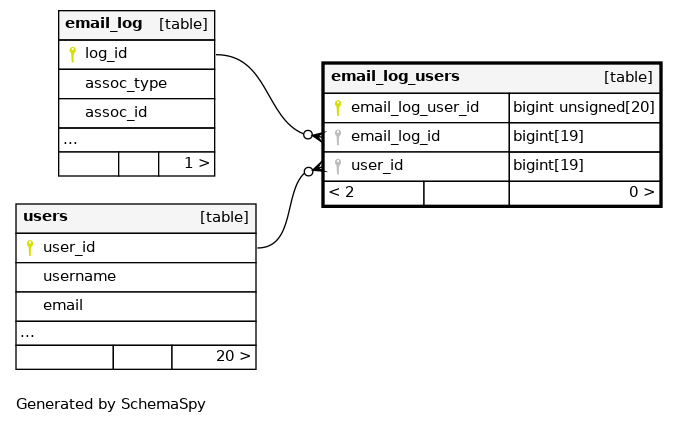 email_log [table]
log_id
assoc_type
assoc_id
...
1 >
email_log_users [table]
email_log_user_id bigint unsigned[20]
email_log_id bigint[19]
user_id bigint[19]
< 2 0 >
users [table]
user_id
username
email
...
20 >
Generated by SchemaSpy